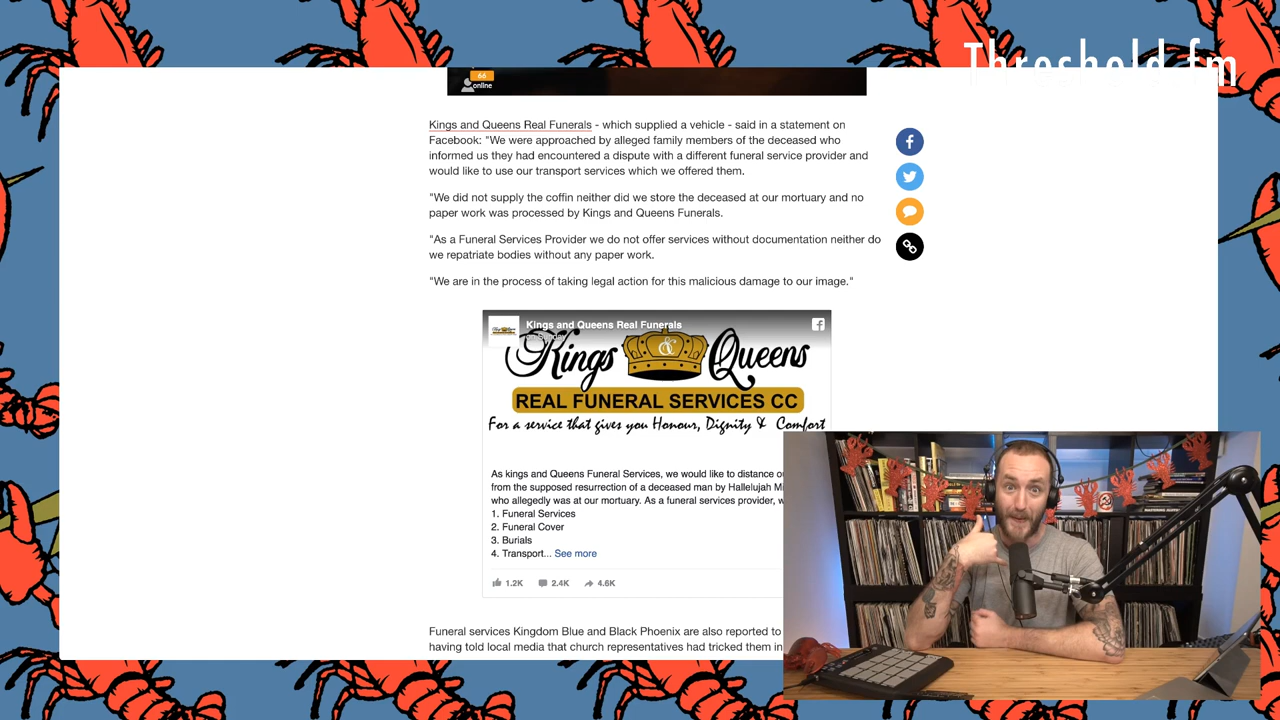 Threshold.fm
66
online
Kings and Queens Real Funerals - which supplied a vehicle - said in a statement on
Facebook: "We were approached by alleged family members of the deceased who
informed us they had encountered a dispute with a different funeral service provider and
would like to use our transport services which we offered them.
"We did not supply the coffin neither did we store the deceased at our mortuary and no
paper work was processed by Kings and Queens Funerals.
"As a Funeral Services Provider we do not offer services without documentation neither do
we repatriate bodies without any paper work.
"We are in the process of taking legal action for this malicious damage to our image."
Kings and Queens Real Funerals
Kings & Queens
REAL FUNERAL SERVICES CC
For a service that gives you Honour, Dignity & Comfort
As kings and Queens Funeral Services, we would like to distance
from the supposed resurrection of a deceased man by Hallelujah
who allegedly was at our mortuary. As a funeral services provider,
1. Funeral Services
2. Funeral Cover
3. Burials
4. Transport... See more
1.2K 2.4K 4.6K
Funeral services Kingdom Blue and Black Phoenix are also reported to
having told local media that church representatives had tricked them in